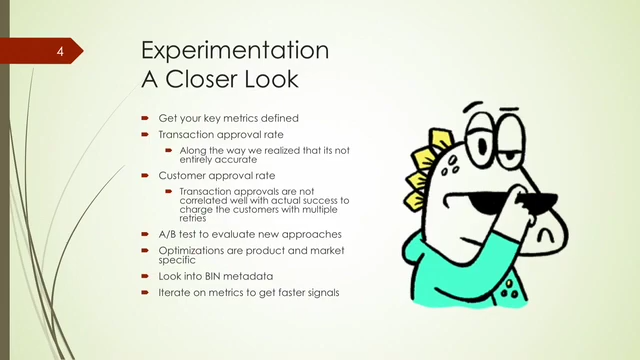 4
Experimentation
A Closer Look
Get your key metrics defined
Transaction approval rate
Along the way we realized that its not
entirely accurate
Customer approval rate
Transaction approvals are not
correlated well with actual success to
charge the customers with multiple
retries
A/B test to evaluate new approaches
Optimizations are product and market
specific
Look into BIN metadata
Iterate on metrics to get faster signals